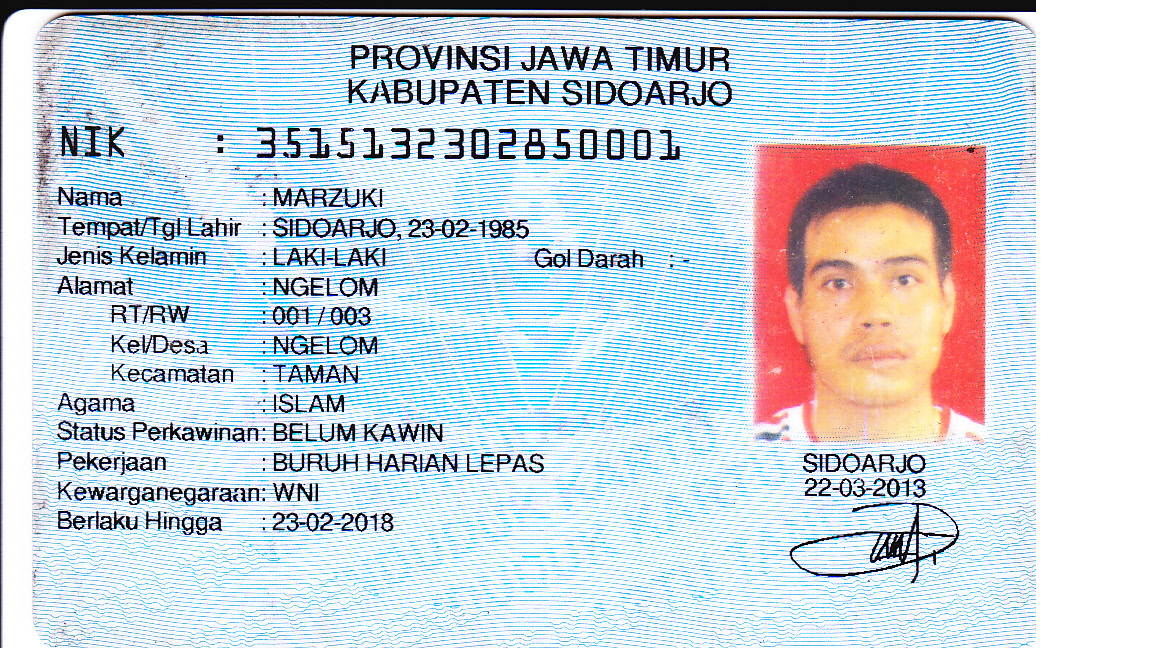 PROVINSI JAWA TIMUR
KABUPATEN SIDOARJO
NIK : 3515132302850001
Nama : MARZUKI
Tempat/Tgl Lahir : SIDOARJO, 23-02-1985
Jenis Kelamin : LAKI-LAKI Gol Darah : -
Alamat : NGELOM
RT/RW : 001 / 003
Kel/Desa : NGELOM
Kecamatan : TAMAN
Agama : ISLAM
Status Perkawinan: BELUM KAWIN
Pekerjaan : BURUH HARIAN LEPAS
Kewarganegaraan: WNI
Berlaku Hingga : 23-02-2018
SIDOARJO
22-03-2013